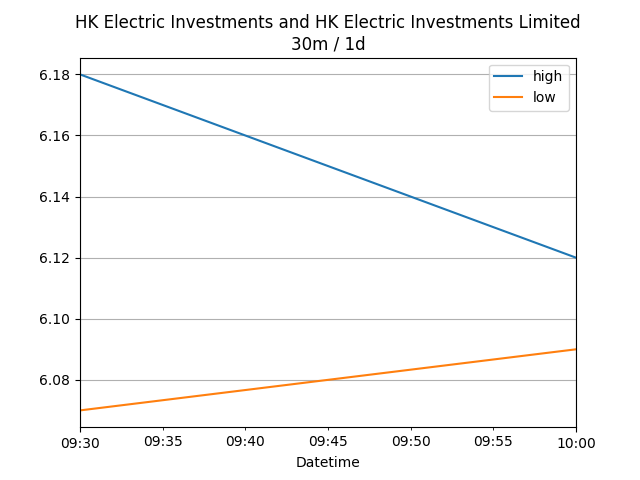 HK Electric Investments and HK Electric Investments Limited
30m / 1d
high
low
6.18
6.16
6.14
6.12
6.10
6.08
09:30 09:35 09:40 09:45 09:50 09:55 10:00
Datetime